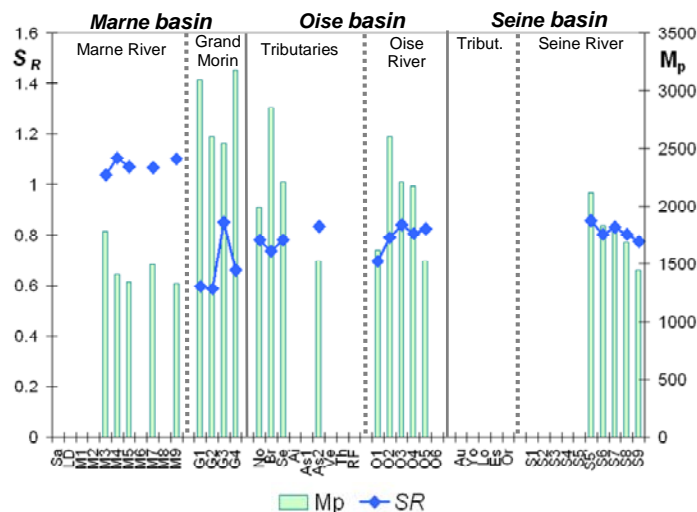 Marne basin Oise basin Seine basin
Marne River Grand Morin Tributaries Oise River Tribut. Seine River
SR Mp
1.6 3500
1.4 3000
1.2 2500
1 2000
0.8 1500
0.6 1000
0.4 500
0.2 0
0
Sa LD M1 M2 M3 M4 M5 M6 M7 M8 M9 G1 G2 G3 G4 No Br Se Ai As1 As2 Ve Th RF O1 O2 O3 O4 O5 O6 Au Yo Lo Es Or S1 S2 S3 S4 S5 S6 S7 S8 S9
Mp SR